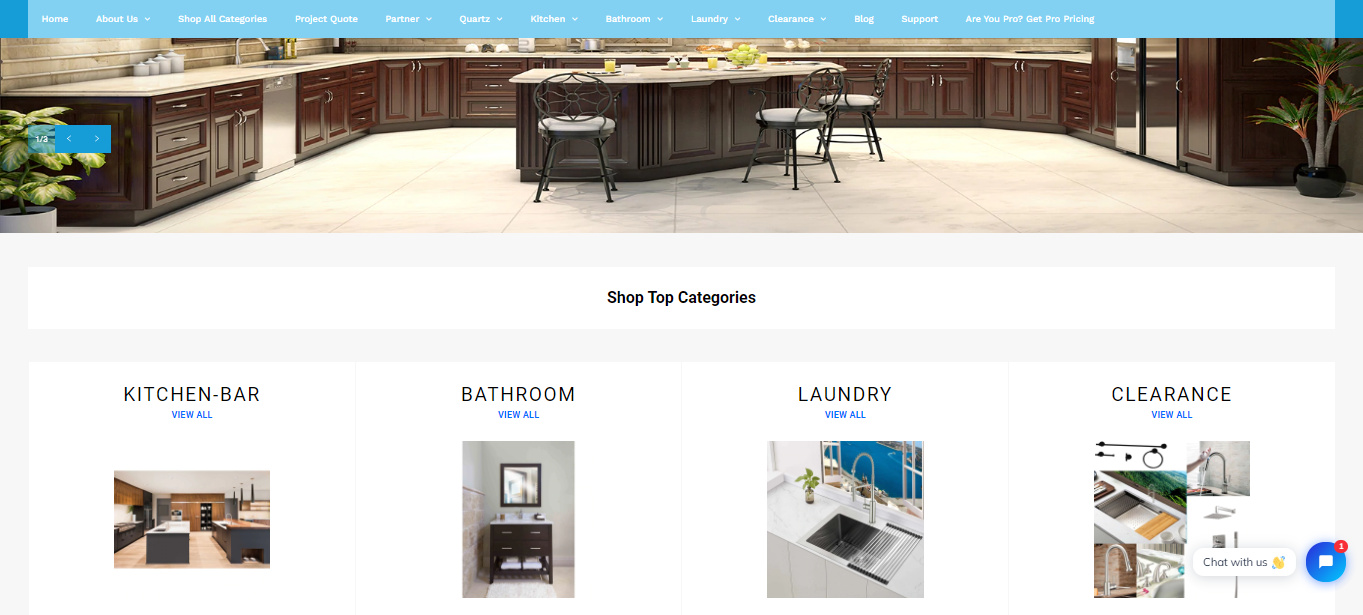 Home About Us Shop All Categories Project Quote Partner Quartz Kitchen Bathroom Laundry Clearance Blog Support Are You Pro? Get Pro Pricing
1/3 < >
Shop Top Categories
KITCHEN-BAR BATHROOM LAUNDRY CLEARANCE
VIEW ALL VIEW ALL VIEW ALL VIEW ALL
Chat with us 👋 1